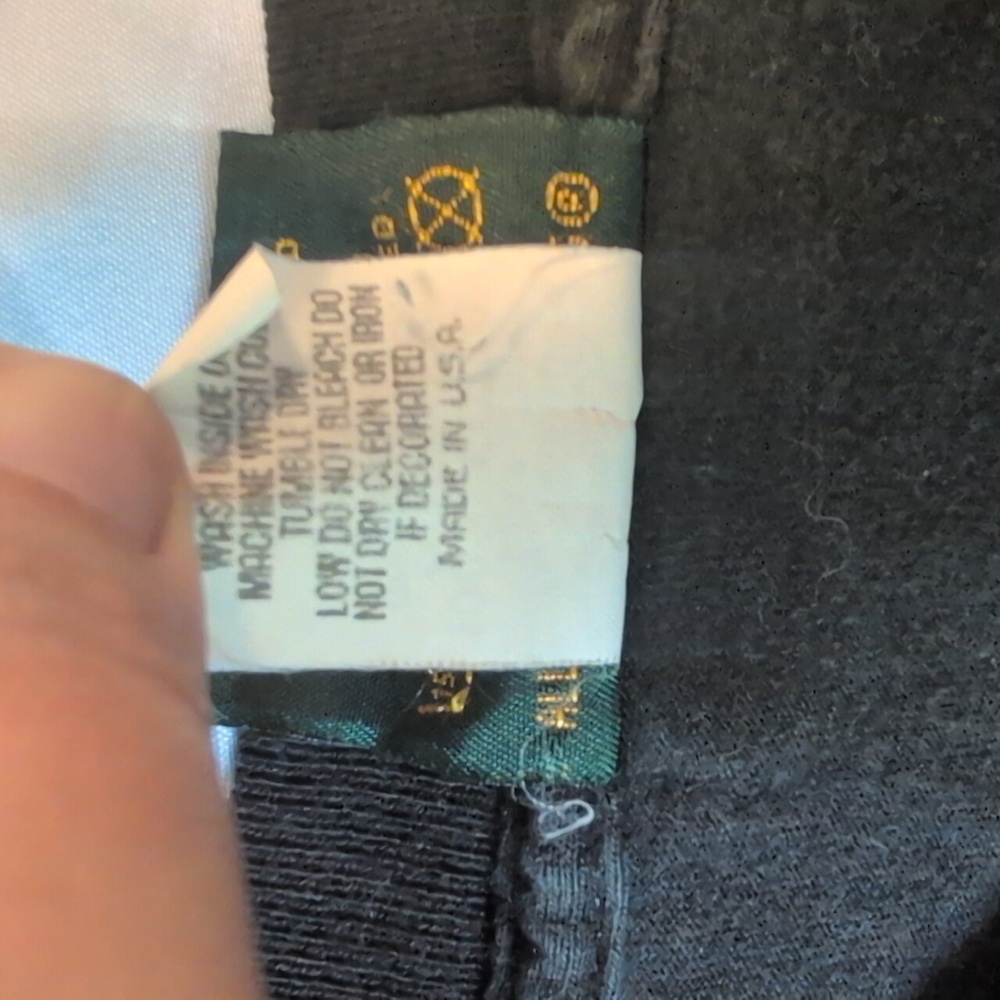 WASH INSIDE
MACHINE WASH
TUMBLE DRY
LOW DO NOT BLEACH DO
NOT DRY CLEAN OR IRON
IF DECORATED
MADE IN U.S.A.
®
ALL